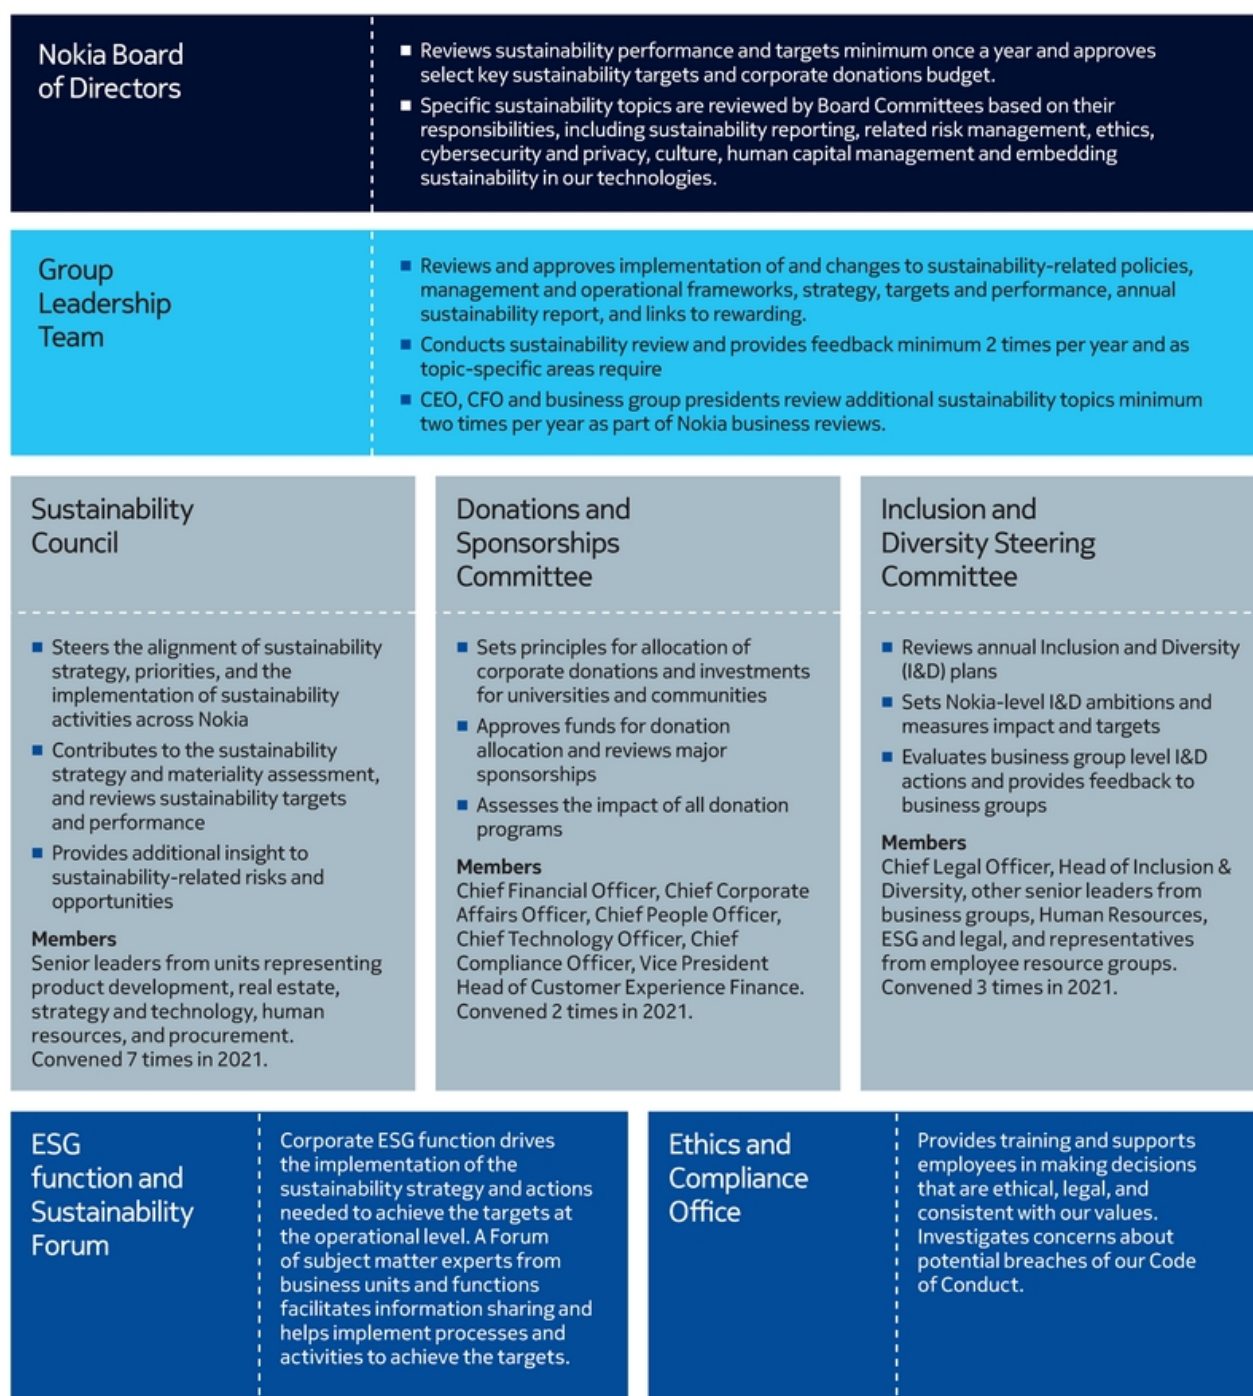 Nokia Board
of Directors
■ Reviews sustainability performance and targets minimum once a year and approves
select key sustainability targets and corporate donations budget.
■ Specific sustainability topics are reviewed by Board Committees based on their
responsibilities, including sustainability reporting, related risk management, ethics,
cybersecurity and privacy, culture, human capital management and embedding
sustainability in our technologies.
Group
Leadership
Team
■ Reviews and approves implementation of and changes to sustainability-related policies,
management and operational frameworks, strategy, targets and performance, annual
sustainability report, and links to rewarding.
■ Conducts sustainability review and provides feedback minimum 2 times per year and as
topic-specific areas require
■ CEO, CFO and business group presidents review additional sustainability topics minimum
two times per year as part of Nokia business reviews.
Sustainability
Council
■ Steers the alignment of sustainability
strategy, priorities, and the
implementation of sustainability
activities across Nokia
■ Contributes to the sustainability
strategy and materiality assessment,
and reviews sustainability targets
and performance
■ Provides additional insight to
sustainability-related risks and
opportunities
Members
Senior leaders from units representing
product development, real estate,
strategy and technology, human
resources, and procurement.
Convened 7 times in 2021.
Donations and
Sponsorships
Committee
■ Sets principles for allocation of
corporate donations and investments
for universities and communities
■ Approves funds for donation
allocation and reviews major
sponsorships
■ Assesses the impact of all donation
programs
Members
Chief Financial Officer, Chief Corporate
Affairs Officer, Chief People Officer,
Chief Technology Officer, Chief
Compliance Officer, Vice President
Head of Customer Experience Finance.
Convened 2 times in 2021.
Inclusion and
Diversity Steering
Committee
■ Reviews annual Inclusion and Diversity
(I&D) plans
■ Sets Nokia-level I&D ambitions and
measures impact and targets
■ Evaluates business group level I&D
actions and provides feedback to
business groups
Members
Chief Legal Officer, Head of Inclusion &
Diversity, other senior leaders from
business groups, Human Resources,
ESG and legal, and representatives
from employee resource groups.
Convened 3 times in 2021.
ESG
function and
Sustainability
Forum
Corporate ESG function drives
the implementation of the
sustainability strategy and actions
needed to achieve the targets at
the operational level. A Forum
of subject matter experts from
business units and functions
facilitates information sharing and
helps implement processes and
activities to achieve the targets.
Ethics and
Compliance
Office
Provides training and supports
employees in making decisions
that are ethical, legal, and
consistent with our values.
Investigates concerns about
potential breaches of our Code
of Conduct.